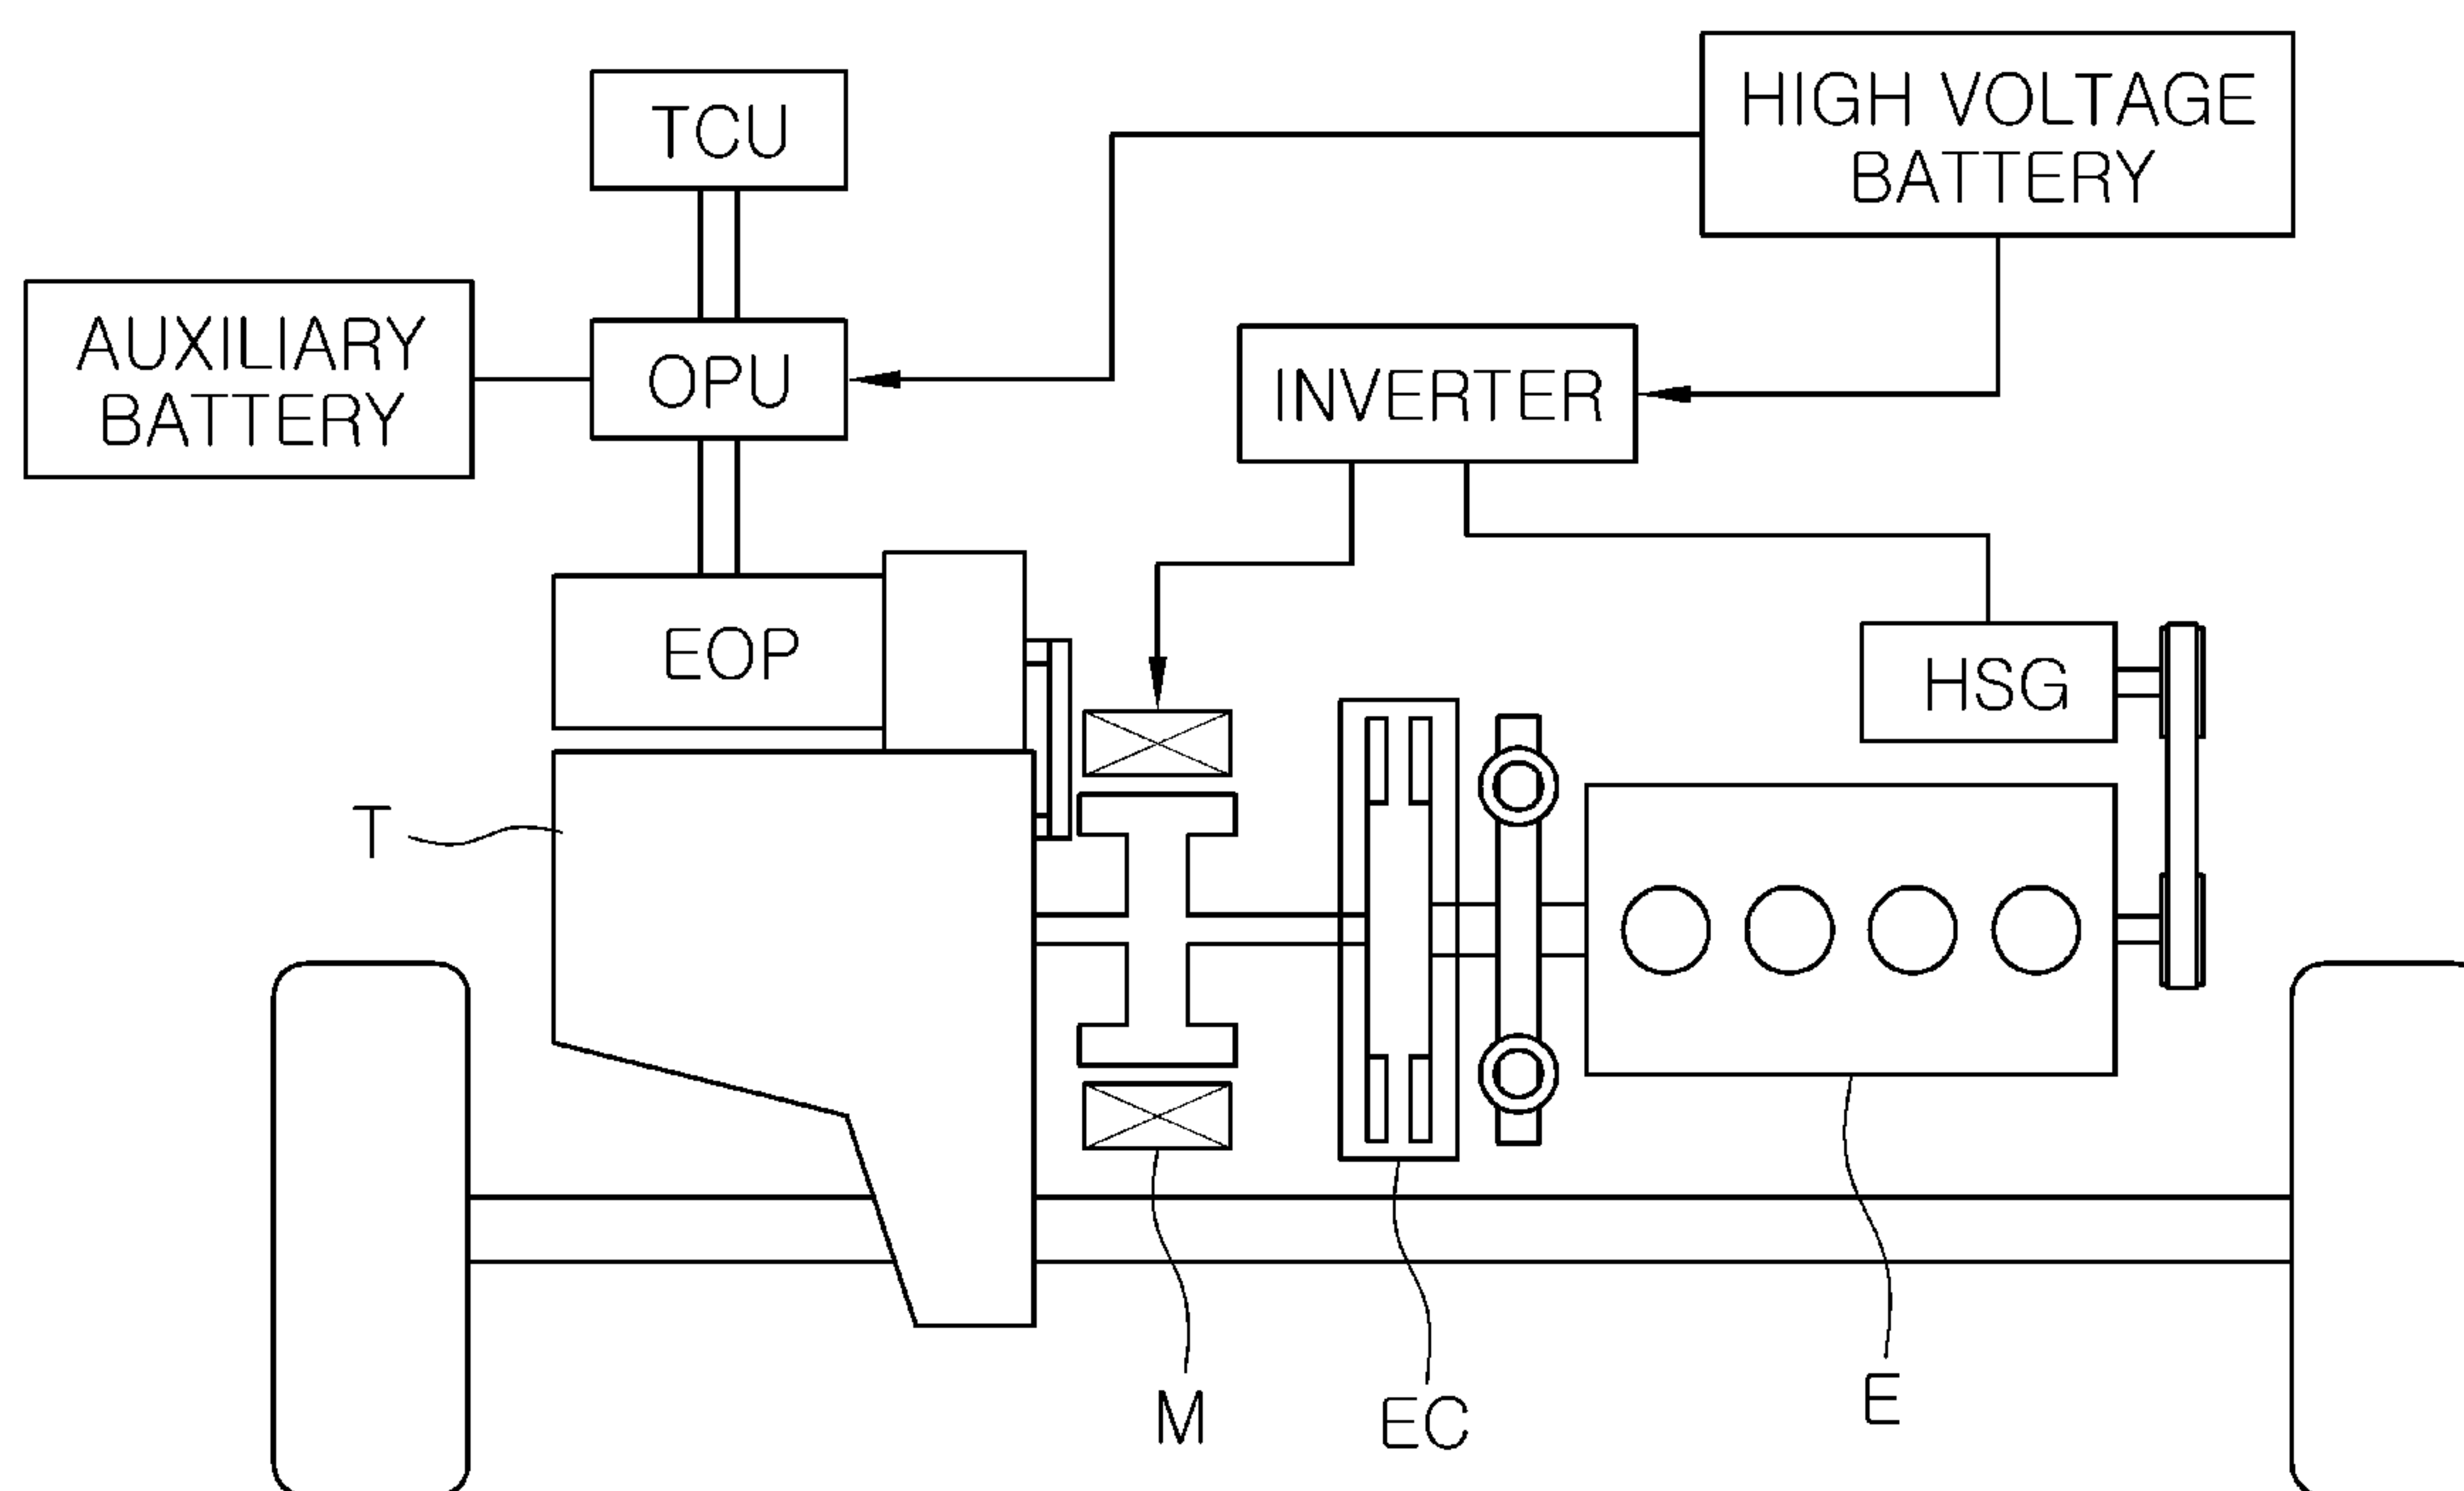 HIGH VOLTAGE
BATTERY
TCU
AUXILIARY
BATTERY
OPU
INVERTER
EOP
HSG
T
M
EC
E